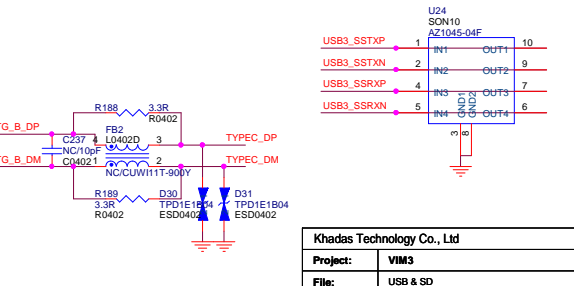 U24
SON10
AZ1045-04F
USB3_SSTXP 1 IN1 OUT1 10
USB3_SSTXN 2 IN2 OUT2 9
USB3_SSRXP 4 IN3 OUT3 7
USB3_SSRXN 5 IN4 OUT4 6
GND1
GND2
3 8
R188 3.3R
R0402
TG_B_DP
FB2
4 L0402D 3
TYPEC_DP
C237
NC/10pF
C0402
TG_B_DM
1 2
TYPEC_DM
NC/CUWI11T-900Y
R189
3.3R
R0402
D30
TPD1E1B04
ESD0402
D31
TPD1E1B04
ESD0402
Khadas Technology Co., Ltd
Project: VIM3
File: USB & SD